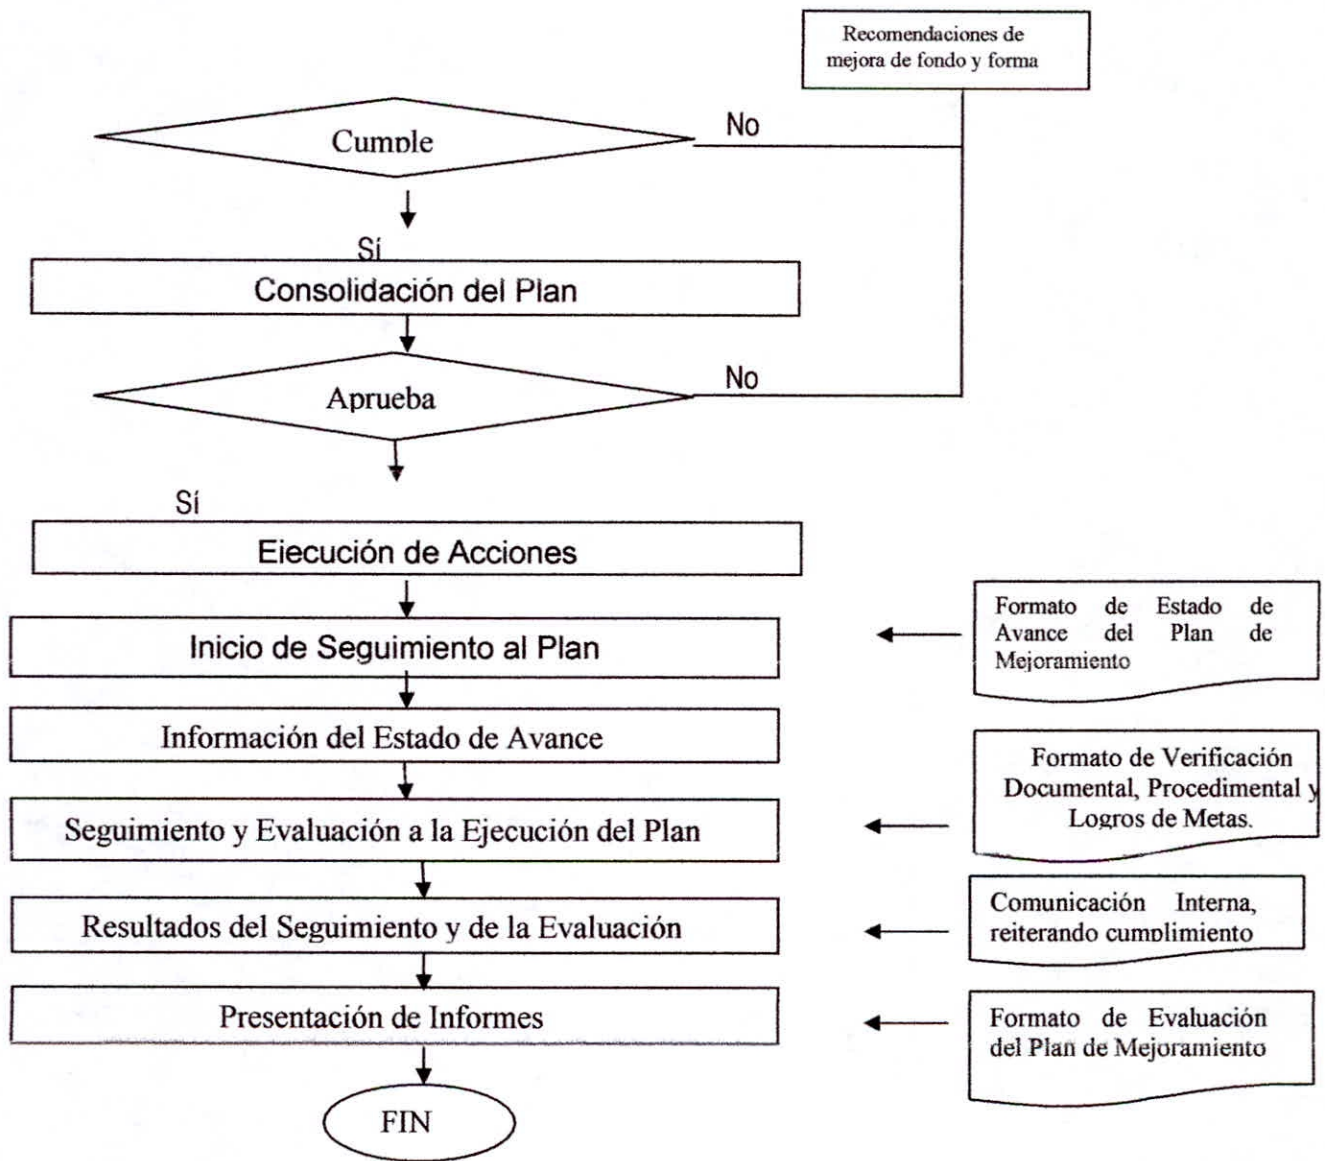 Recomendaciones de
mejora de fondo y forma
Cumple
No
Sí
Consolidación del Plan
Aprueba
No
Sí
Ejecución de Acciones
Inicio de Seguimiento al Plan
Formato de Estado de
Avance del Plan de
Mejoramiento
Información del Estado de Avance
Formato de Verificación
Documental, Procedimental y
Logros de Metas.
Seguimiento y Evaluación a la Ejecución del Plan
Comunicación Interna,
reiterando cumplimiento
Resultados del Seguimiento y de la Evaluación
Presentación de Informes
Formato de Evaluación
del Plan de Mejoramiento
FIN